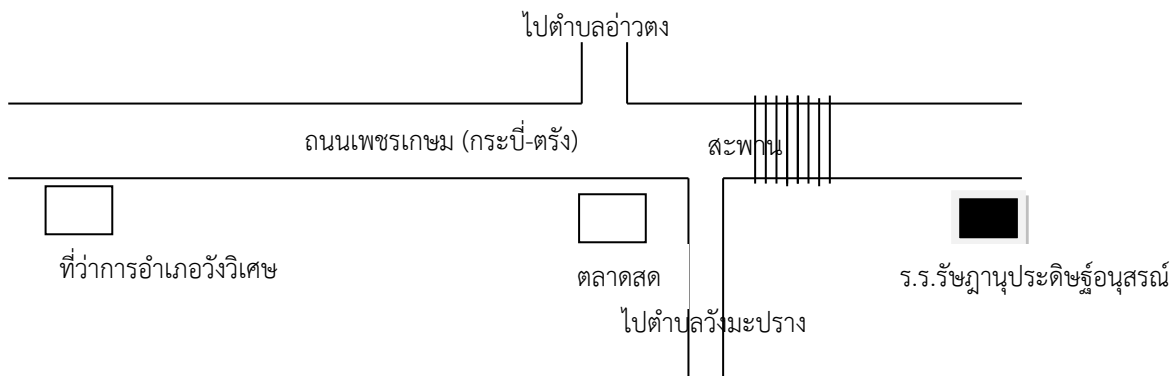 ไปตำบลอ่าวตง
ถนนเพชรเกษม (กระบี่-ตรัง)
สะพาน
ที่ว่าการอำเภอวังวิเศษ
ตลาดสด
ร.ร.รัษฎานุประดิษฐ์อนุสรณ์
ไปตำบลวังมะปราง